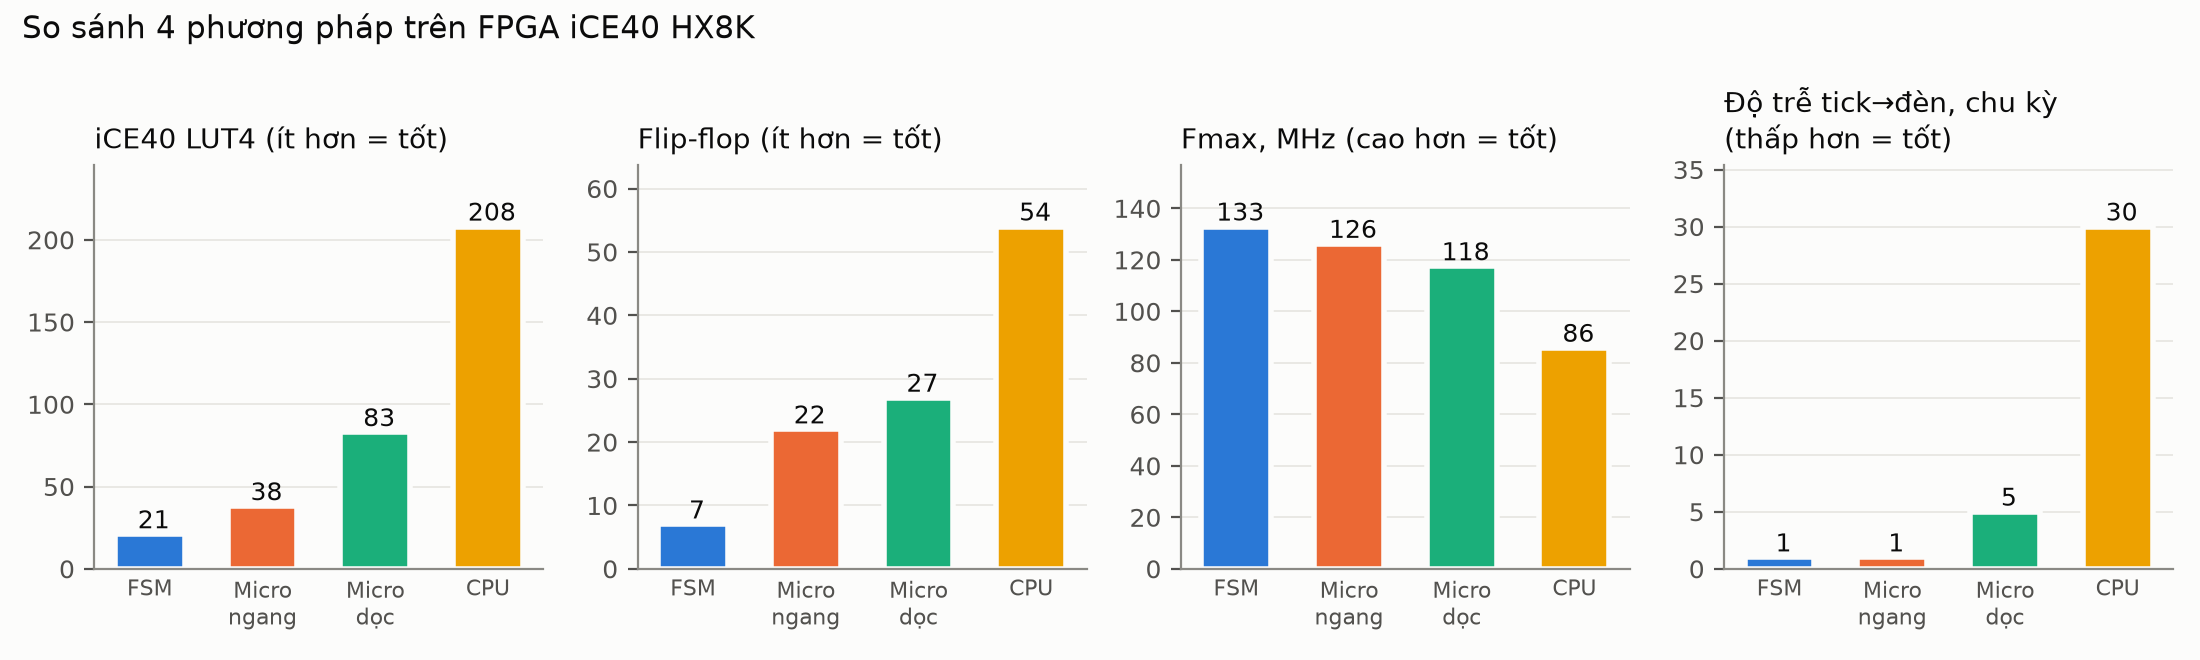 So sánh 4 phương pháp trên FPGA iCE40 HX8K
iCE40 LUT4 (ít hơn = tốt)
200
150
100
50
0
21
38
83
208
FSM
Micro
ngang
Micro
dọc
CPU
Flip-flop (ít hơn = tốt)
60
50
40
30
20
10
0
7
22
27
54
FSM
Micro
ngang
Micro
dọc
CPU
Fmax, MHz (cao hơn = tốt)
140
120
100
80
60
40
20
0
133
126
118
86
FSM
Micro
ngang
Micro
dọc
CPU
Độ trễ tick→đèn, chu kỳ
(thấp hơn = tốt)
35
30
25
20
15
10
5
0
1
1
5
30
FSM
Micro
ngang
Micro
dọc
CPU